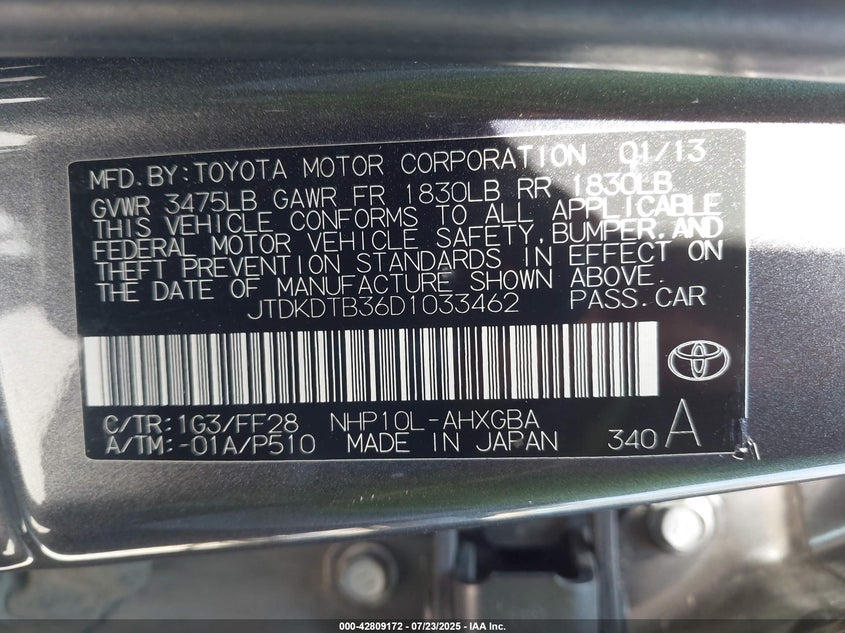 MFD. BY: TOYOTA MOTOR CORPORATION 01/13
GVWR 3475LB GAWR FR 1830LB RR 1830LB
THIS VEHICLE CONFORMS TO ALL APPLICABLE
FEDERAL MOTOR VEHICLE SAFETY, BUMPER, AND
THEFT PREVENTION STANDARDS IN EFFECT ON
THE DATE OF MANUFACTURE SHOWN ABOVE.
JTDKDTB36D1033462 PASS. CAR
C/TR: 1G3/FF28 NHP10L-AHXGBA
A/TM: -01A/P510 MADE IN JAPAN 340 A
000-42809172 - 07/23/2025 - IAA Inc.